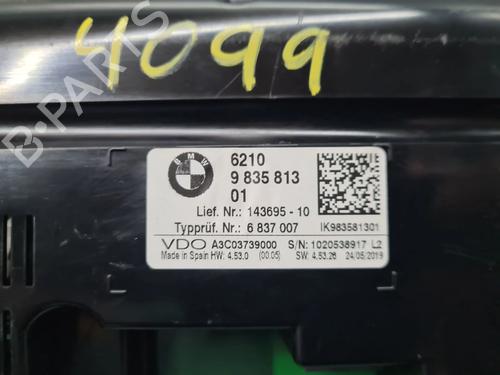 4099
B-PARTS
BMW
6210
9 835 813
01
Lief. Nr.: 143695 - 10
Typprüf. Nr.: 6 837 007
IK983581301
VDO A3C03739000 S/N: 1020538917 L2
Made in Spain HW: 4.53.0 (00.05) SW: 4.53.26 24/05/2019